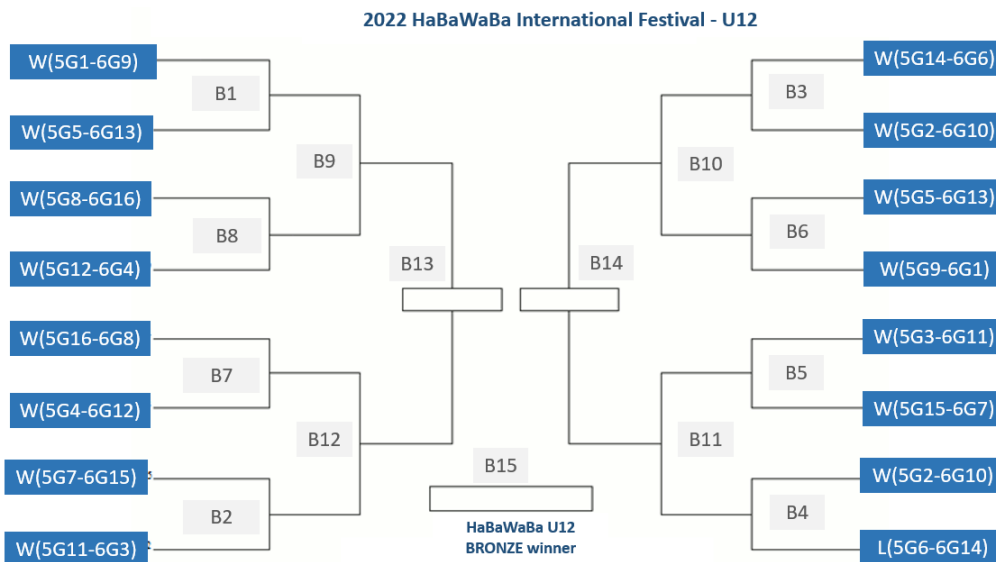 2022 HaBaWaBa International Festival - U12
W(5G1-6G9)
B1
W(5G5-6G13)
B9
W(5G8-6G16)
B8
W(5G12-6G4)
B13
W(5G16-6G8)
B7
W(5G4-6G12)
B12
W(5G7-6G15)
B2
W(5G11-6G3)
W(5G14-6G6)
B3
W(5G2-6G10)
B10
W(5G5-6G13)
B6
W(5G9-6G1)
B14
W(5G3-6G11)
B5
W(5G15-6G7)
B11
W(5G2-6G10)
B4
L(5G6-6G14)
B15
HaBaWaBa U12
BRONZE winner